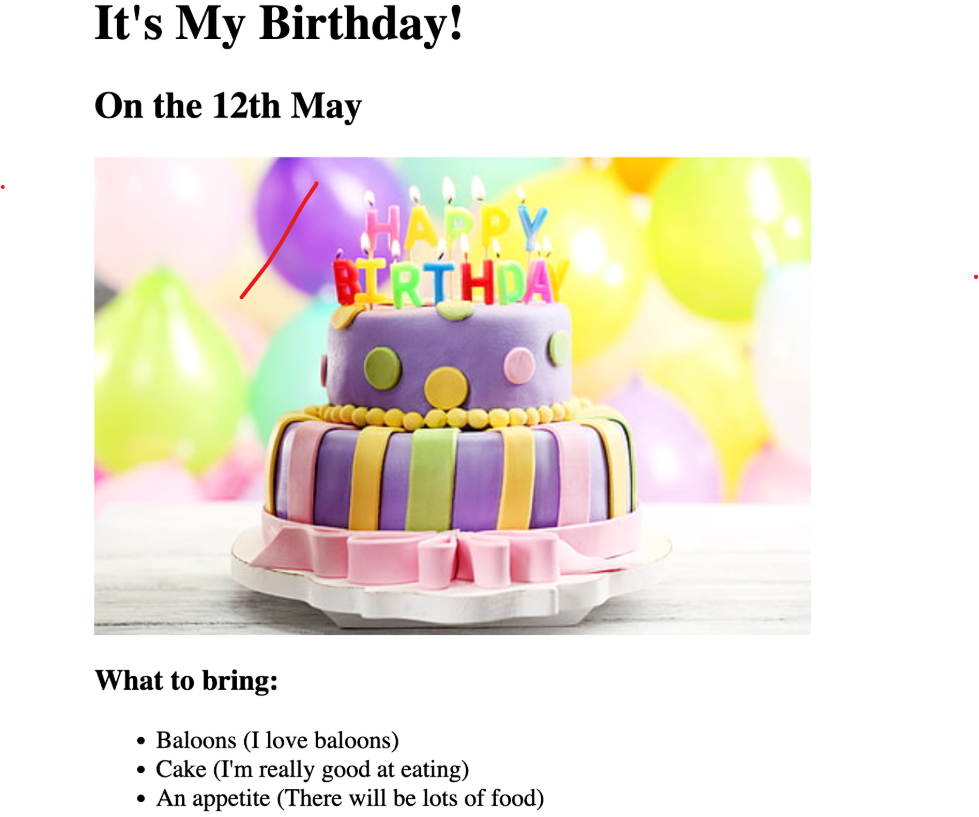 It's My Birthday!
On the 12th May
HAPPY
BIRTHDAY
What to bring:
• Baloons (I love baloons)
• Cake (I'm really good at eating)
• An appetite (There will be lots of food)